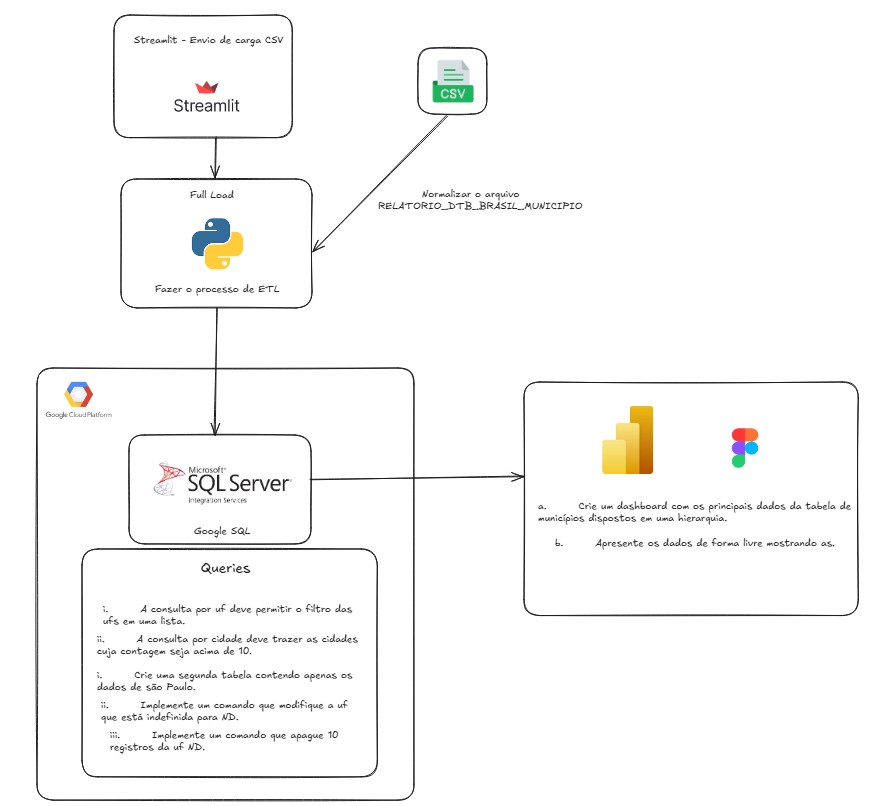 Streamlit - Envio de carga CSV
Streamlit
CSV
Full Load
Fazer o processo de ETL
Normalizar o arquivo
RELATORIO_DTB_BRASIL_MUNICIPIO
Google Cloud Platform
Microsoft
SQL Server
Integration Services
Google SQL
Queries
i. A consulta por uf deve permitir o filtro das
ufs em uma lista.
ii. A consulta por cidade deve trazer as cidades
cuja contagem seja acima de 10.
i. Crie uma segunda tabela contendo apenas os
dados de são Paulo.
ii. Implemente um comando que modifique a uf
que está indefinida para ND.
iii. Implemente um comando que apague 10
registros da uf ND.
a. Crie um dashboard com os principais dados da tabela de
municípios dispostos em uma hierarquia.
b. Apresente os dados de forma livre mostrando as.